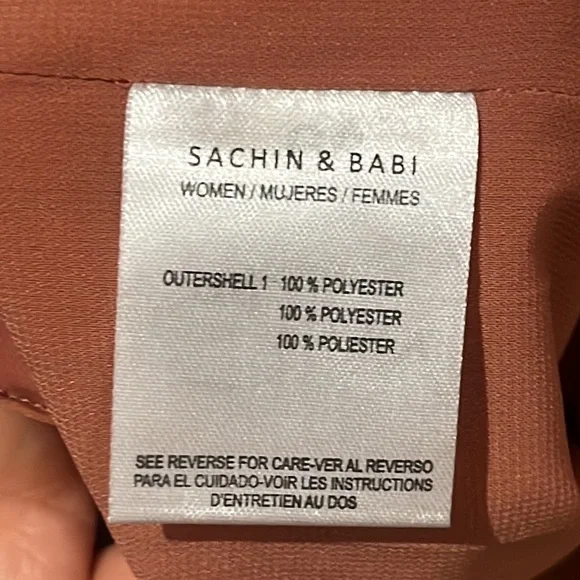 SACHIN & BABI
WOMEN / MUJERES / FEMMES
OUTERSHELL 1 100 % POLYESTER
100 % POLYESTER
100 % POLIESTER
SEE REVERSE FOR CARE-VER AL REVERSO
PARA EL CUIDADO-VOIR LES INSTRUCTIONS
D'ENTRETIEN AU DOS